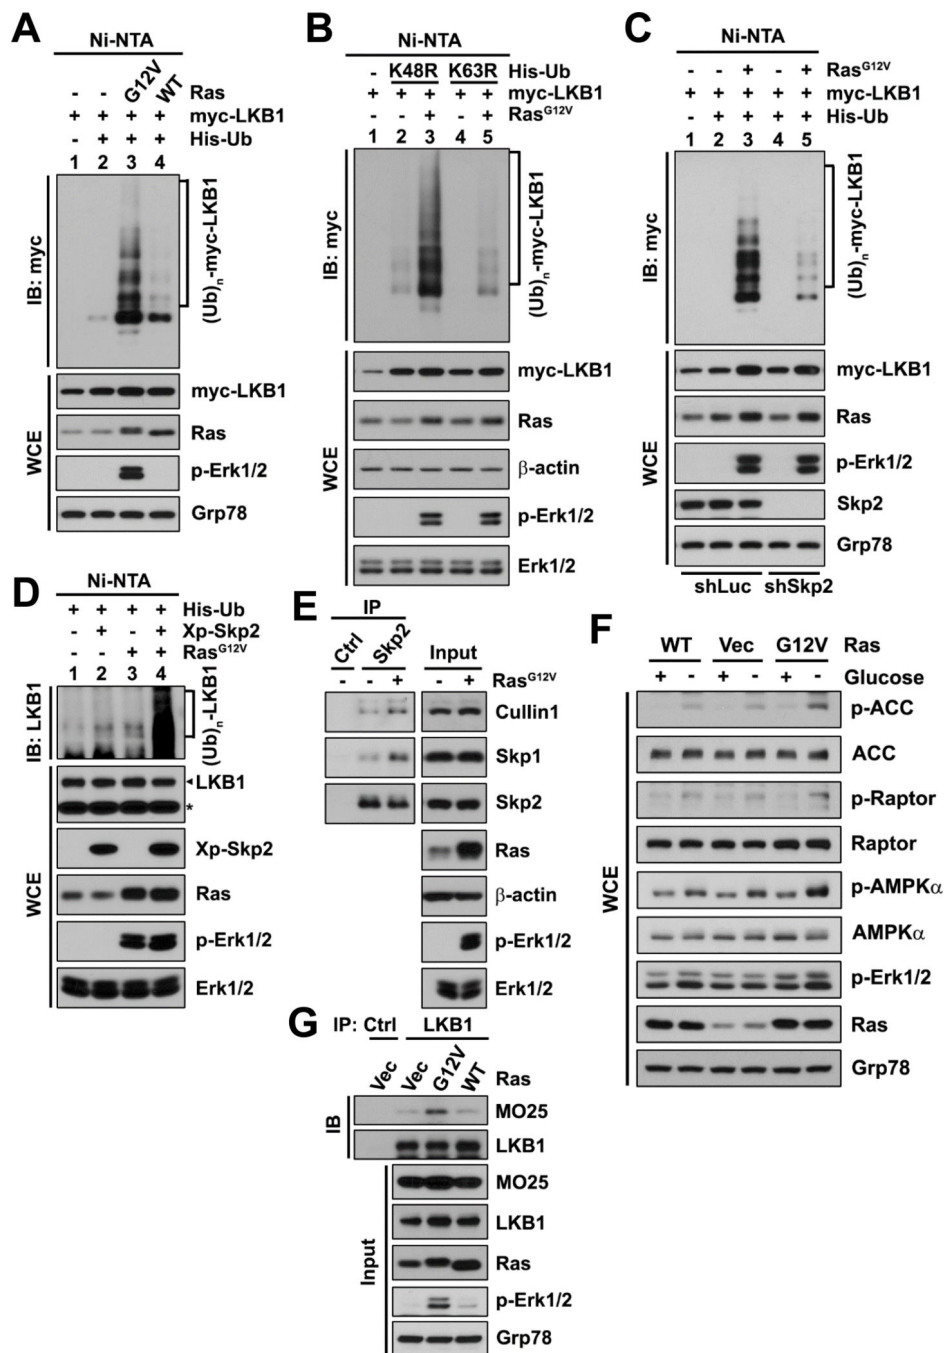 A
Ni-NTA
- - G12V WT Ras
+ + + + myc-LKB1
- + + + His-Ub
1 2 3 4
IB: myc
(Ub)n-myc-LKB1
WCE
myc-LKB1
Ras
p-Erk1/2
Grp78
B
Ni-NTA
- K48R K63R His-Ub
+ + + + + myc-LKB1
- - + - + RasG12V
1 2 3 4 5
IB: myc
(Ub)n-myc-LKB1
WCE
myc-LKB1
Ras
β-actin
p-Erk1/2
Erk1/2
C
Ni-NTA
- - + - + RasG12V
+ + + + + myc-LKB1
- + + + + His-Ub
1 2 3 4 5
IB: myc
(Ub)n-myc-LKB1
WCE
myc-LKB1
Ras
p-Erk1/2
Skp2
Grp78
shLuc shSkp2
D
Ni-NTA
+ + + + His-Ub
- + - + Xp-Skp2
- - + + RasG12V
1 2 3 4
IB: LKB1
(Ub)n-LKB1
WCE
◄LKB1
*
Xp-Skp2
Ras
p-Erk1/2
Erk1/2
E
IP
Ctrl Skp2 Input
- - + - + RasG12V
Cullin1
Skp1
Skp2
Ras
β-actin
p-Erk1/2
Erk1/2
F
WT Vec G12V Ras
+ - + - + - Glucose
WCE
p-ACC
ACC
p-Raptor
Raptor
p-AMPKα
AMPKα
p-Erk1/2
Ras
Grp78
G
IP: Ctrl LKB1
Vec Vec G12V WT Ras
IB
MO25
LKB1
Input
MO25
LKB1
Ras
p-Erk1/2
Grp78